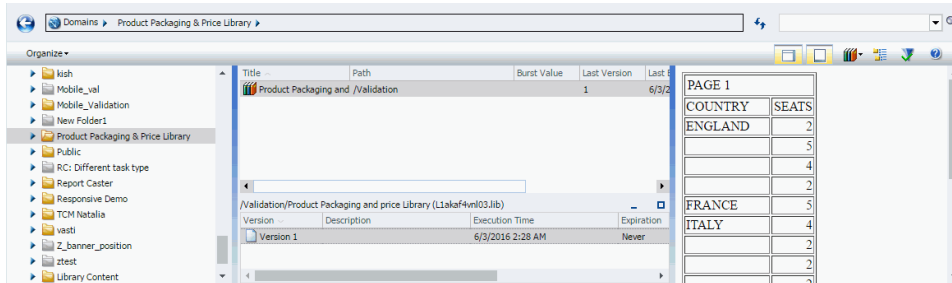 Domains Product Packaging & Price Library
Organize
kish
Mobile_val
Mobile_Validation
New Folder1
Product Packaging & Price Library
Public
RC: Different task type
Report Caster
Responsive Demo
TCM Natalia
vasti
Z_banner_position
ztest
Library Content
Title Path Burst Value Last Version Last E
Product Packaging and /Validation 1 6/3/2
/Validation/Product Packaging and price Library (L1akaf4vnl03.lib)
Version Description Execution Time Expiration
Version 1 6/3/2016 2:28 AM Never
PAGE 1
COUNTRY SEATS
ENGLAND 2
5
4
2
FRANCE 5
ITALY 4
2
2